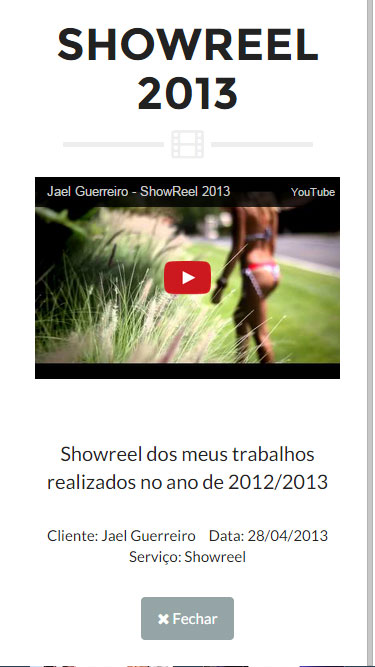 SHOWREEL
2013
Jael Guerreiro - ShowReel 2013
YouTube
Showreel dos meus trabalhos
realizados no ano de 2012/2013
Cliente: Jael Guerreiro Data: 28/04/2013
Serviço: Showreel
✖ Fechar